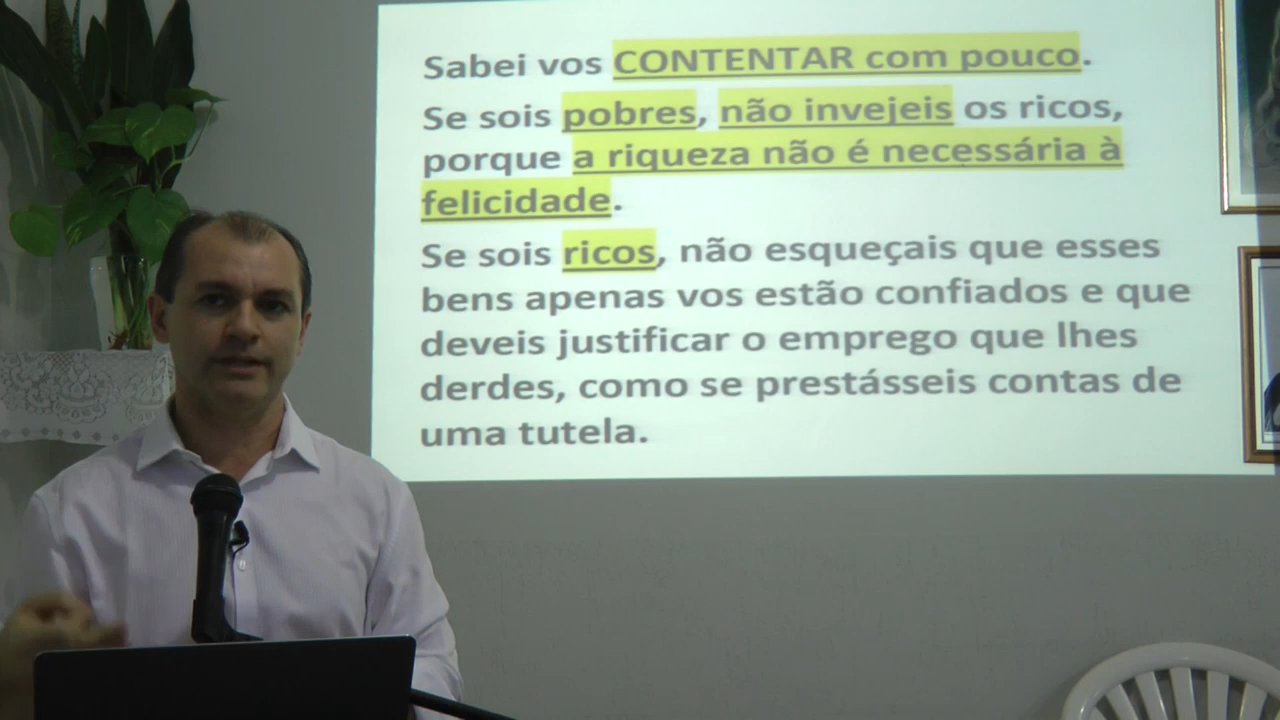 Sabei vos CONTENTAR com pouco.
Se sois pobres, não invejeis os ricos,
porque a riqueza não é necessária à
felicidade.
Se sois ricos, não esqueçais que esses
bens apenas vos estão confiados e que
deveis justificar o emprego que lhes
derdes, como se prestásseis contas de
uma tutela.